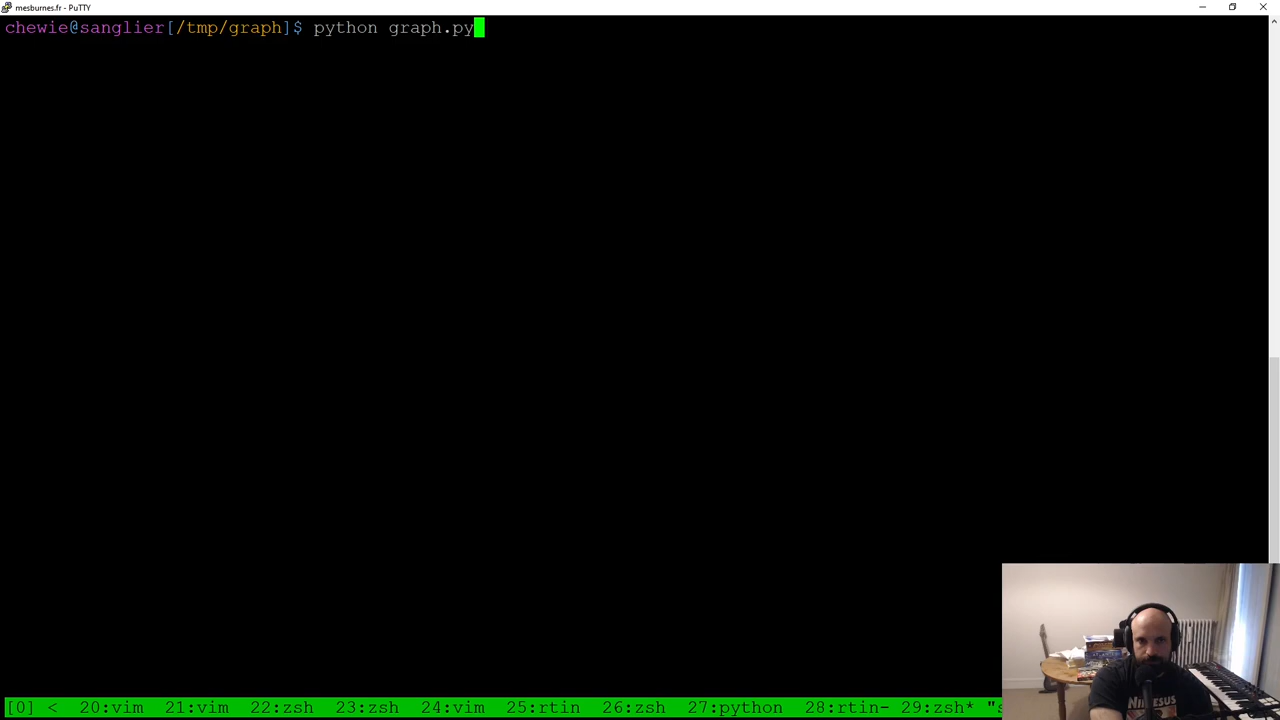 mesburnes.fr - PuTTY
chewie@sanglier[/tmp/graph]$ python graph.py
[0] < 20:vim 21:vim 22:zsh 23:zsh 24:vim 25:rtin 26:zsh 27:python 28:rtin- 29:zsh* "s